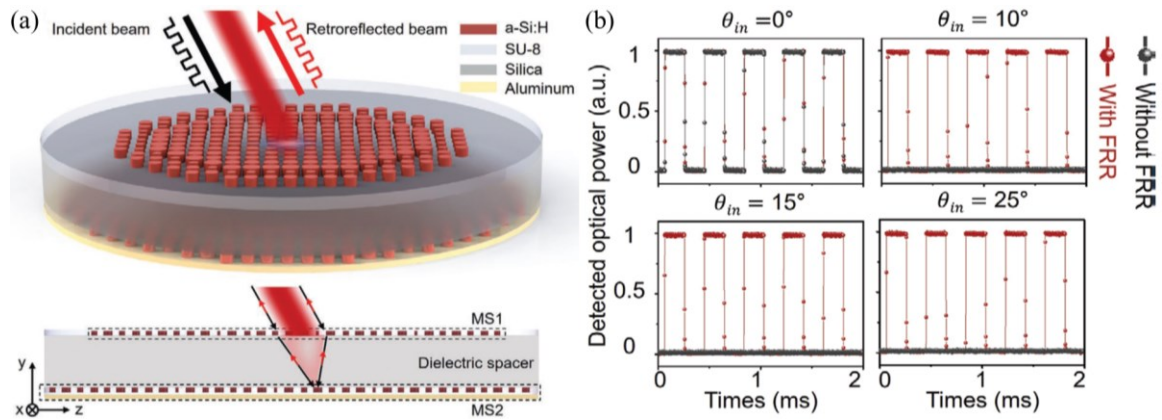 (a)
Incident beam
Retroreflected beam
a-Si:H
SU-8
Silica
Aluminum
MS1
Dielectric spacer
MS2
y
x
z
(b)
θin=0°
θin = 10°
1
0.5
0
θin = 15°
θin = 25°
1
0.5
0
0
1
2
0
1
2
Times (ms)
Times (ms)
Detected optical power (a.u.)
With FRR
Without FRR